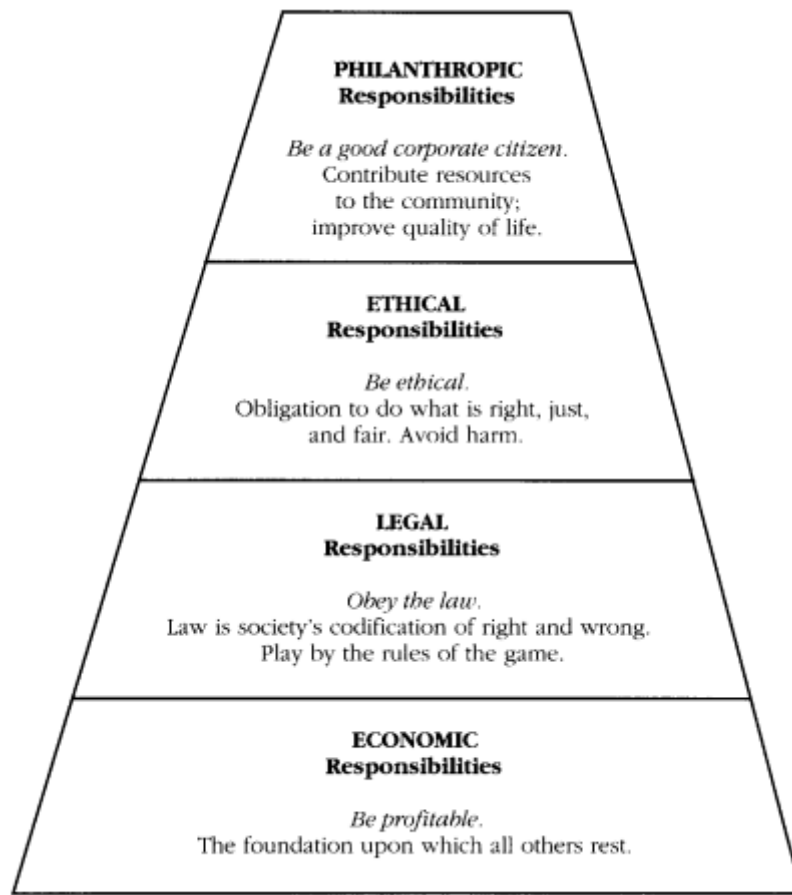 PHILANTHROPIC
Responsibilities
Be a good corporate citizen.
Contribute resources
to the community;
improve quality of life.
ETHICAL
Responsibilities
Be ethical.
Obligation to do what is right, just,
and fair. Avoid harm.
LEGAL
Responsibilities
Obey the law.
Law is society's codification of right and wrong.
Play by the rules of the game.
ECONOMIC
Responsibilities
Be profitable.
The foundation upon which all others rest.